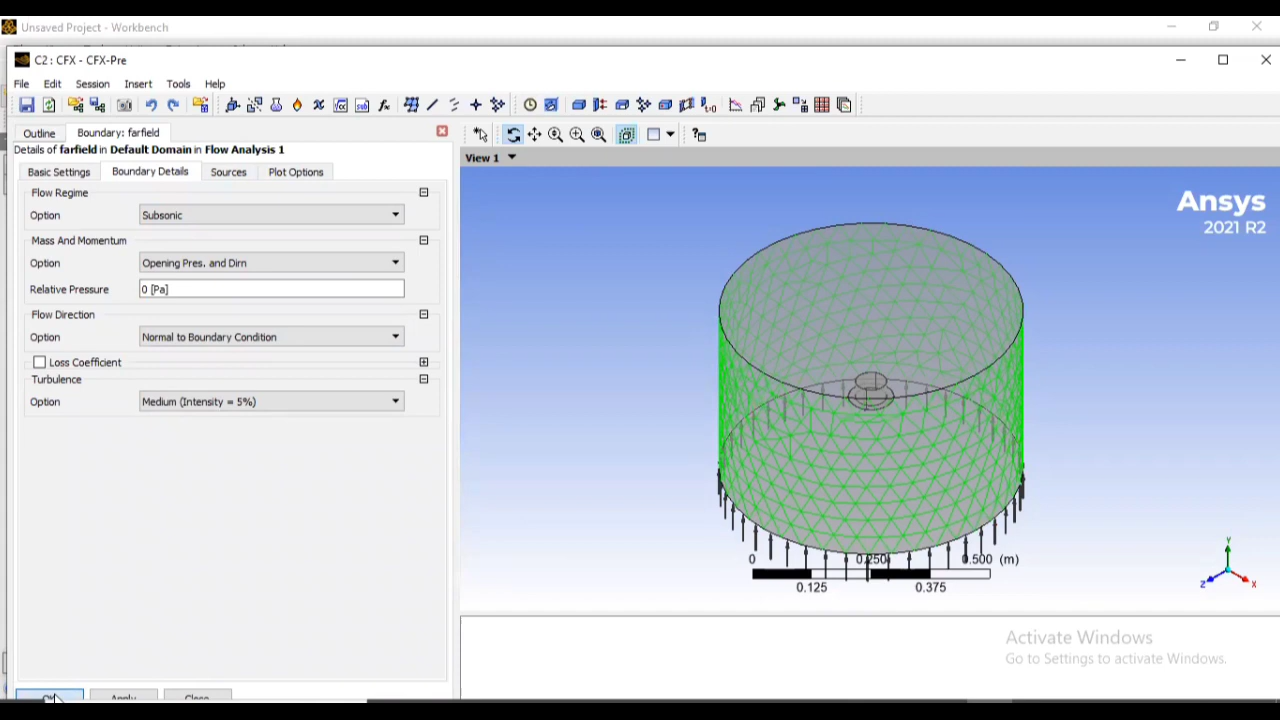 Unsaved Project - Workbench
C2 : CFX - CFX-Pre
File Edit Session Insert Tools Help
Outline Boundary: farfield
Details of farfield in Default Domain in Flow Analysis 1
View 1
Basic Settings Boundary Details Sources Plot Options
Flow Regime
Option Subsonic
Mass And Momentum
Option Opening Pres. and Dirn
Relative Pressure 0 [Pa]
Flow Direction
Option Normal to Boundary Condition
Loss Coefficient
Turbulence
Option Medium (Intensity = 5%)
Ansys
2021 R2
0 0.250 0.500 (m)
0.125 0.375
Y
Z X
Activate Windows
Go to Settings to activate Windows.
Apply Close